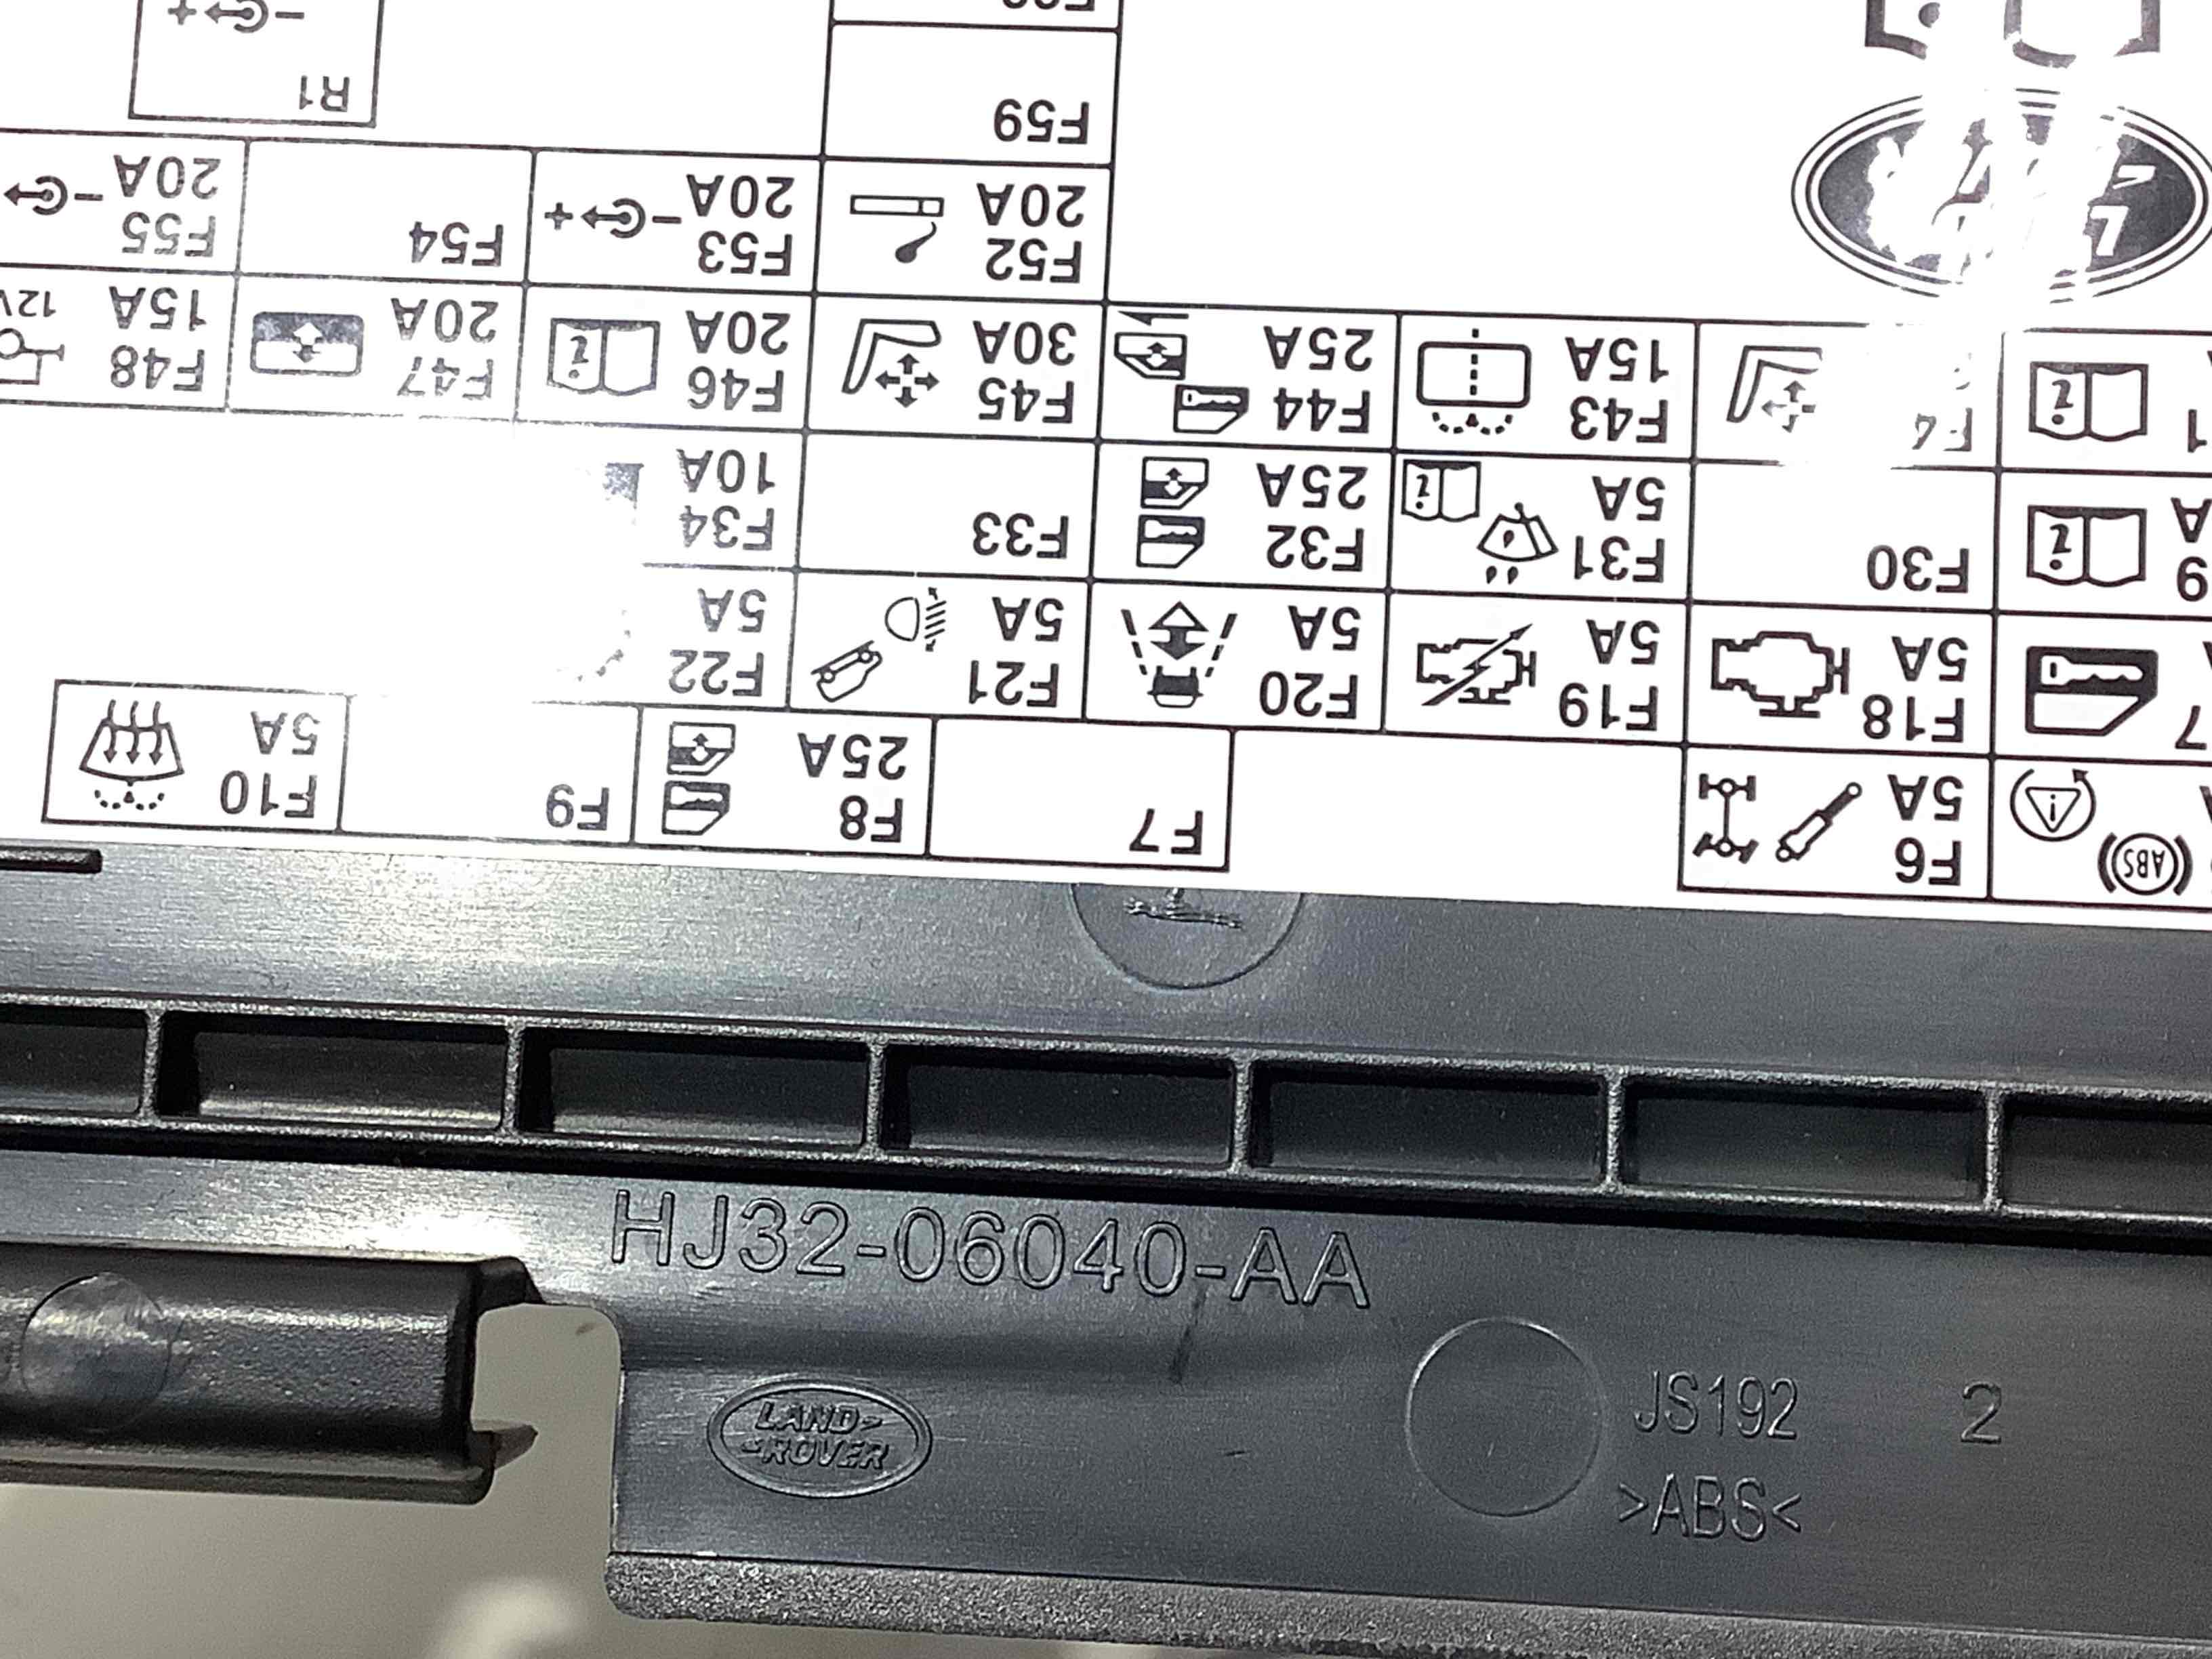 F6
5A
ABS
F7
F8
25A
F9
F10
5A
F18
5A
F19
5A
F20
5A
F21
5A
F22
5A
F30
F31
5A
F32
25A
F33
F34
10A
F43
15A
F44
25A
F45
30A
F46
20A
F47
20A
F48
15A
F52
20A
F53
20A
F54
F55
20A
F59
R1
HJ32-06040-AA
LAND
ROVER
JS192 2
>ABS<